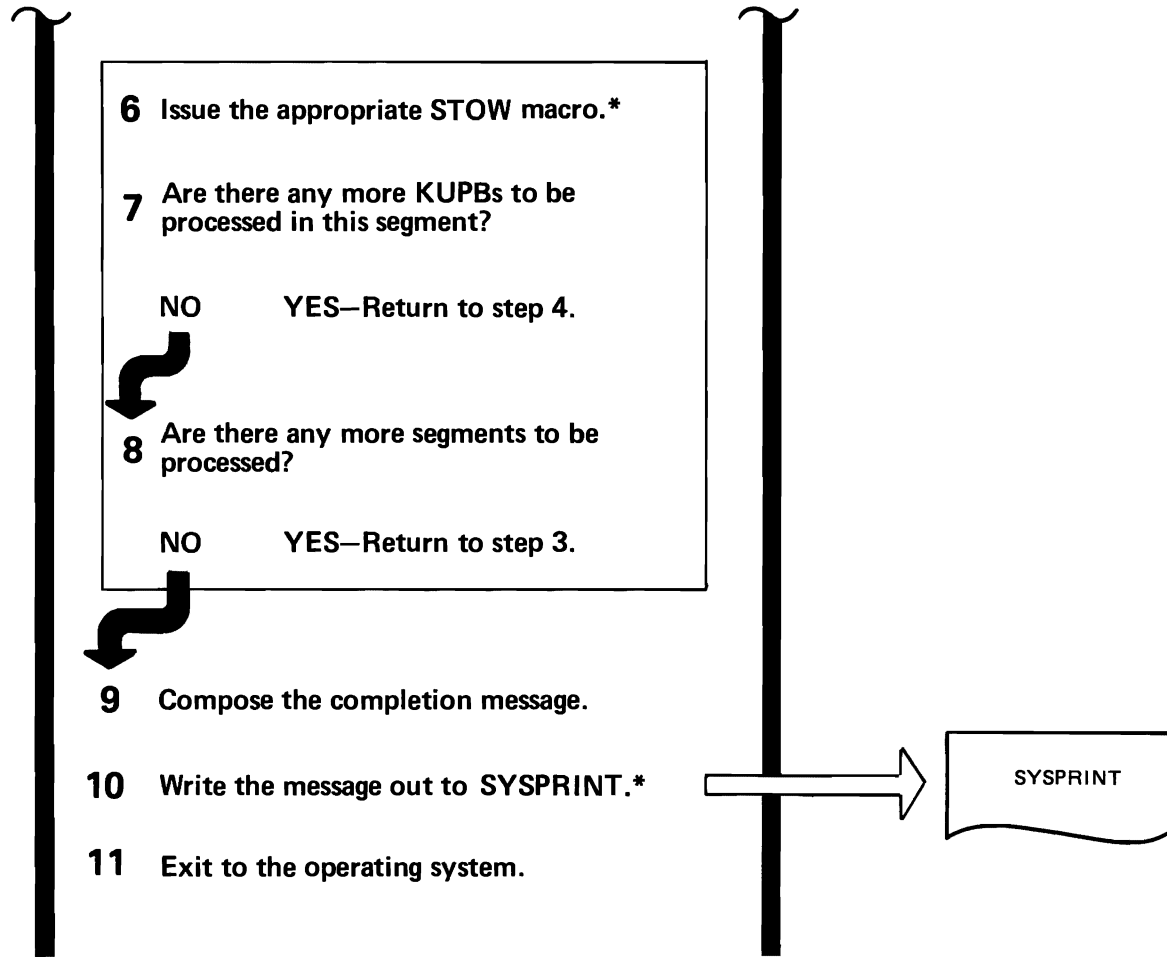 6 Issue the appropriate STOW macro.*
7 Are there any more KUPBs to be
processed in this segment?
NO YES—Return to step 4.
8 Are there any more segments to be
processed?
NO YES—Return to step 3.
9 Compose the completion message.
10 Write the message out to SYSPRINT.*
SYSPRINT
11 Exit to the operating system.